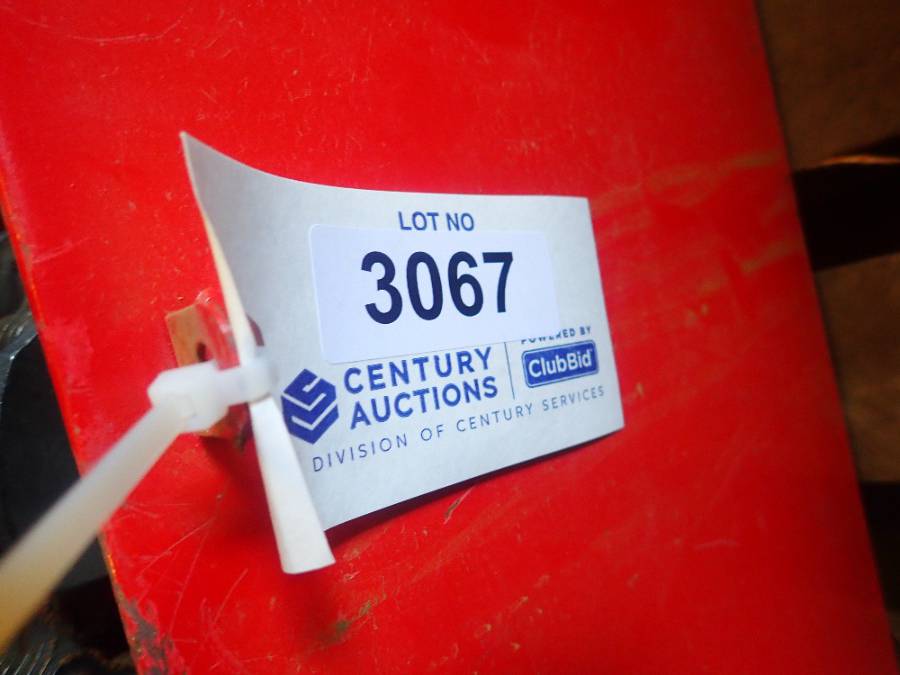 LOT NO
3067
POWERED BY
CENTURY
AUCTIONS
ClubBid
DIVISION OF CENTURY SERVICES